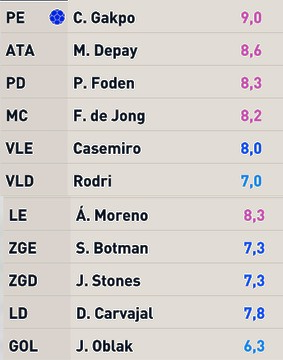 PE C. Gakpo 9,0
ATA M. Depay 8,6
PD P. Foden 8,3
MC F. de Jong 8,2
VLE Casemiro 8,0
VLD Rodri 7,0
LE Á. Moreno 8,3
ZGE S. Botman 7,3
ZGD J. Stones 7,3
LD D. Carvajal 7,8
GOL J. Oblak 6,3